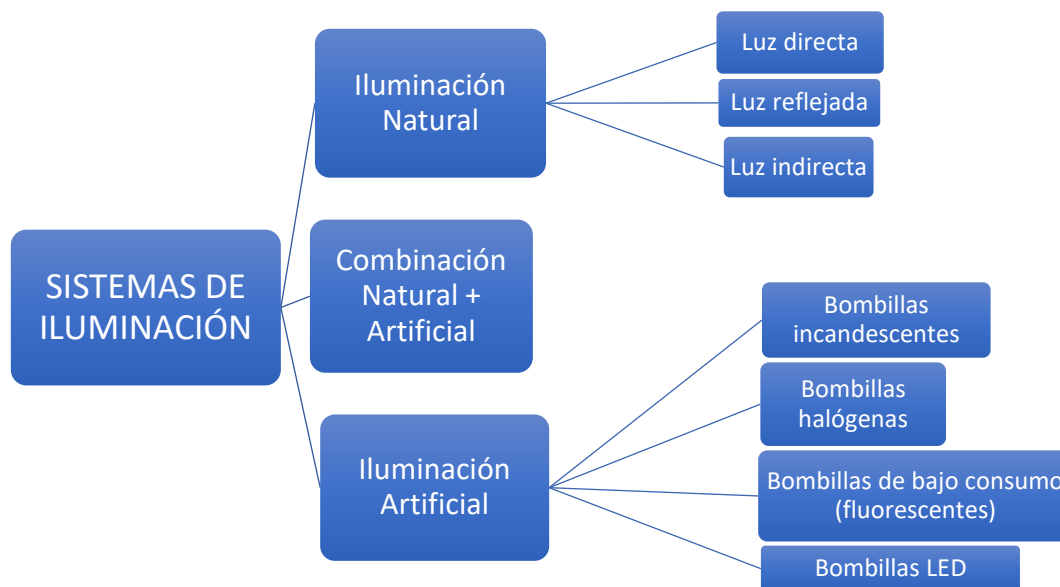 SISTEMAS DE
ILUMINACIÓN
Iluminación
Natural
Luz directa
Luz reflejada
Luz indirecta
Combinación
Natural +
Artificial
Iluminación
Artificial
Bombillas
incandescentes
Bombillas
halógenas
Bombillas de bajo consumo
(fluorescentes)
Bombillas LED